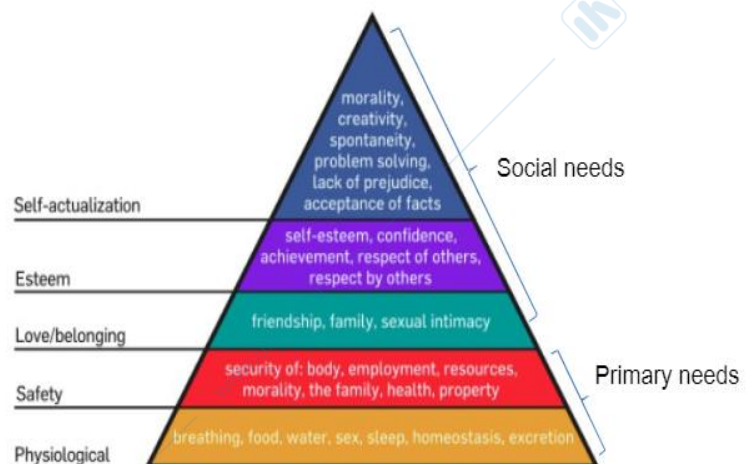 morality,
creativity,
spontaneity,
problem solving,
lack of prejudice,
acceptance of facts
Self-actualization
Social needs
self-esteem, confidence,
achievement, respect of others,
respect by others
Esteem
friendship, family, sexual intimacy
Love/belonging
security of: body, employment, resources,
morality, the family, health, property
Safety
Primary needs
breathing, food, water, sex, sleep, homeostasis, excretion
Physiological